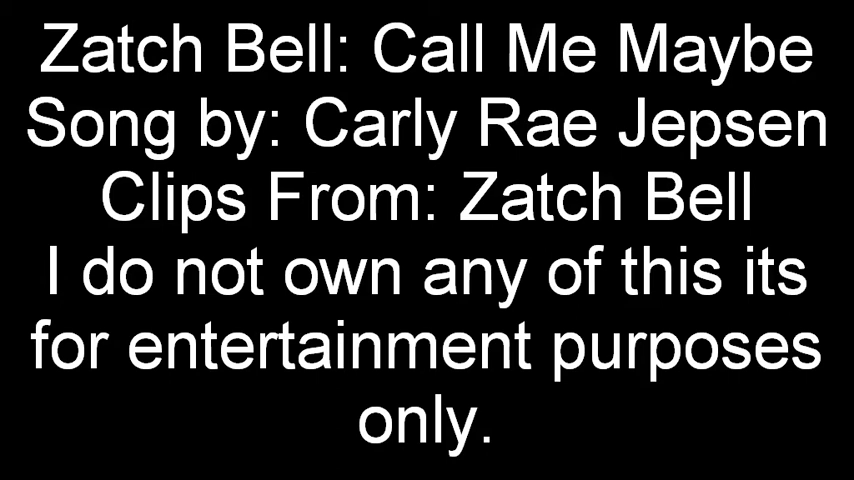 Zatch Bell: Call Me Maybe
Song by: Carly Rae Jepsen
Clips From: Zatch Bell
I do not own any of this its
for entertainment purposes
only.